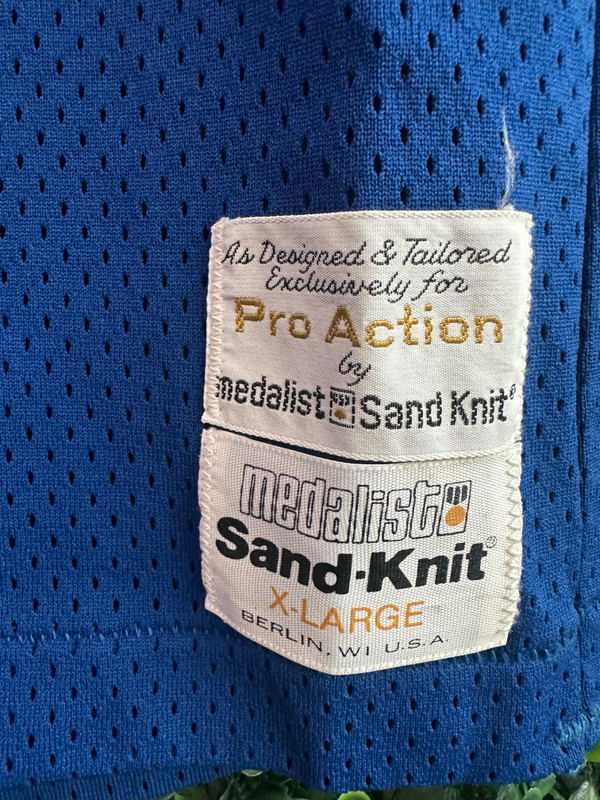 As Designed & Tailored
Exclusively for
Pro Action
by
medalist Sand Knit®
medalist
Sand-Knit®
X-LARGE
BERLIN, WI U.S.A.